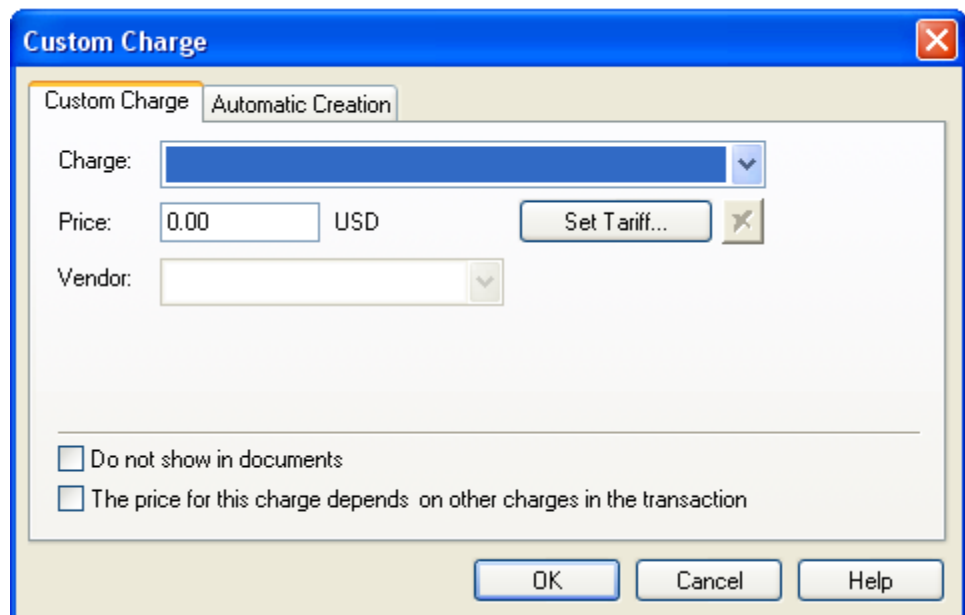 Custom Charge
Custom Charge Automatic Creation
Charge:
Price: 0.00 USD Set Tariff...
Vendor:
Do not show in documents
The price for this charge depends on other charges in the transaction
OK Cancel Help